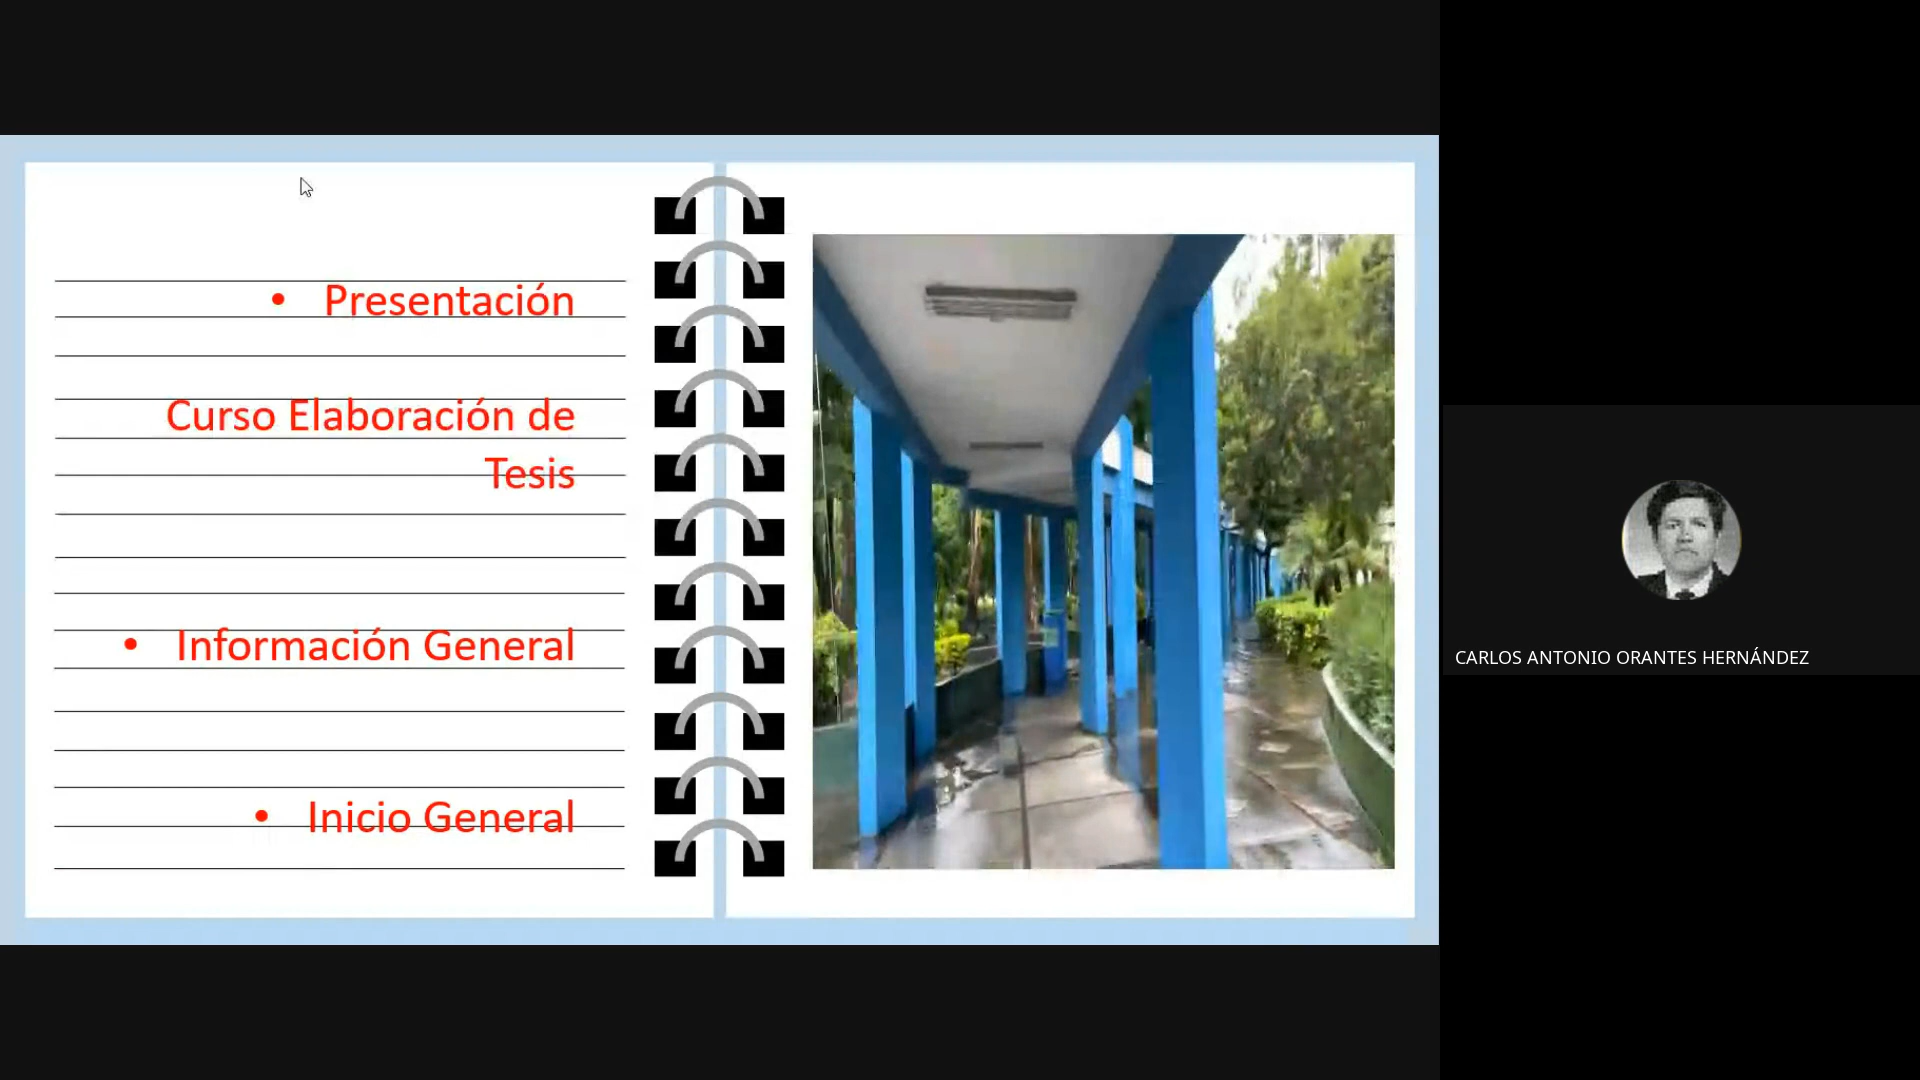 • Presentación
Curso Elaboración de
Tesis
• Información General
• Inicio General
CARLOS ANTONIO ORANTES HERNÁNDEZ